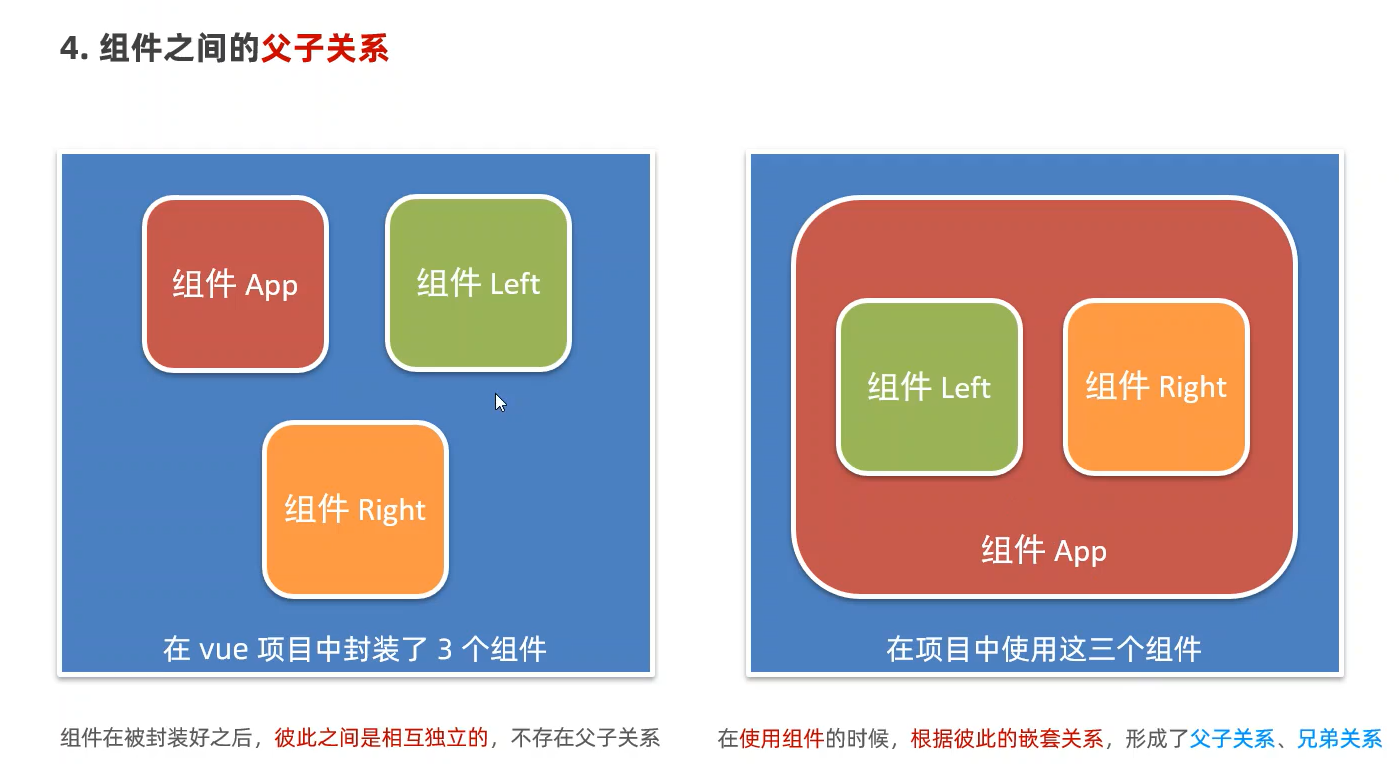 4. 组件之间的父子关系
组件 App
组件 Left
组件 Right
在 vue 项目中封装了 3 个组件
组件 Left
组件 Right
组件 App
在项目中使用这三个组件
组件在被封装好之后，彼此之间是相互独立的，不存在父子关系
在使用组件的时候，根据彼此的嵌套关系，形成了父子关系、兄弟关系